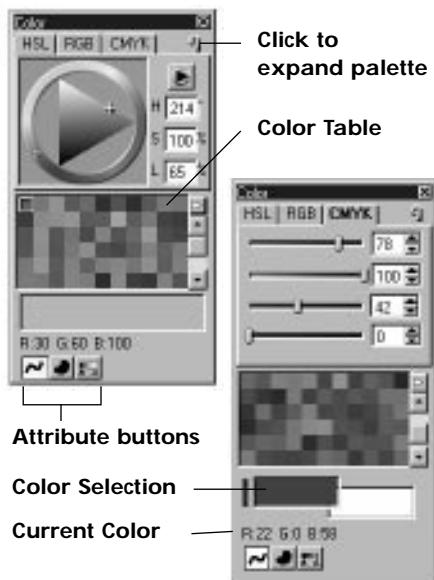 Color
HSL RGB CMYK
Click to
expand palette
H 214 °
S 100 %
L 65 %
Color Table
R:30 G:60 B:100
Attribute buttons
Color
HSL RGB CMYK
78
100
42
0
Color Selection
Current Color
R:22 G:0 B:58